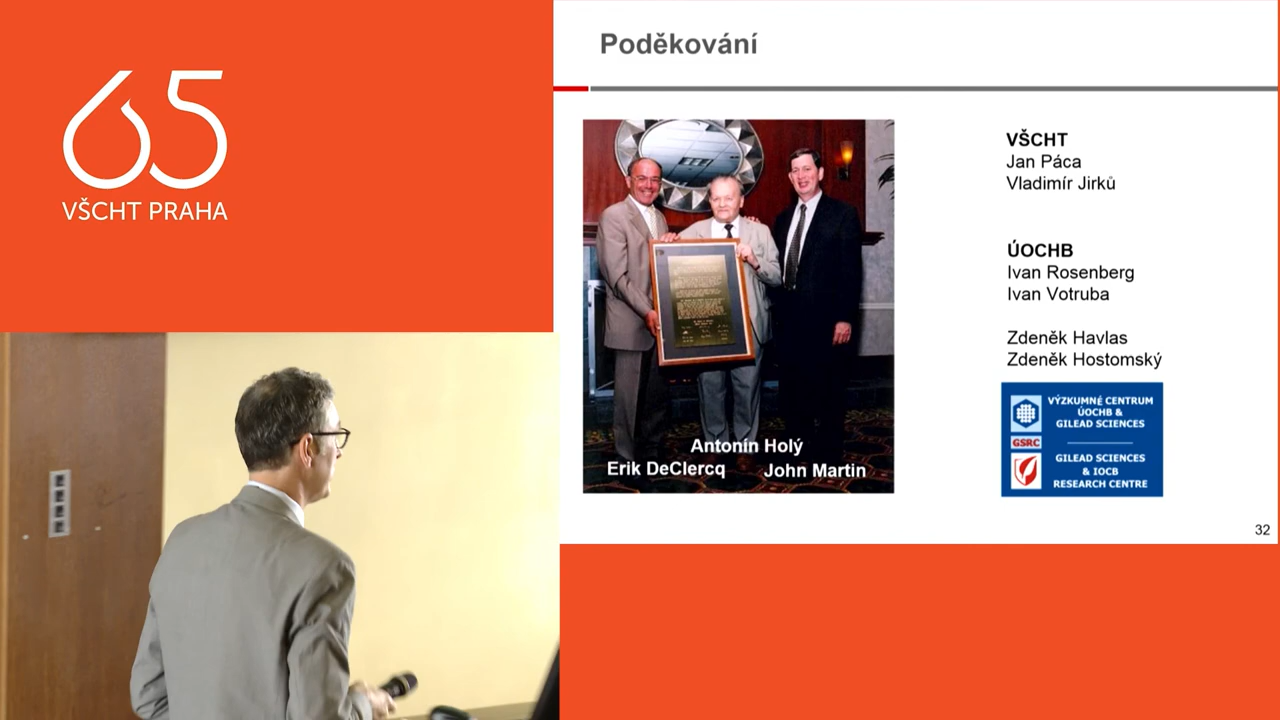 65
VŠCHT PRAHA
Poděkování
Antonín Holý
Erik DeClercq John Martin
VŠCHT
Jan Páca
Vladimír Jirků
ÚOCHB
Ivan Rosenberg
Ivan Votruba
Zdeněk Havlas
Zdeněk Hostomský
VÝZKUMNÉ CENTRUM
ÚOCHB &
GILEAD SCIENCES
GSRC
GILEAD SCIENCES
& IOCB
RESEARCH CENTRE
32